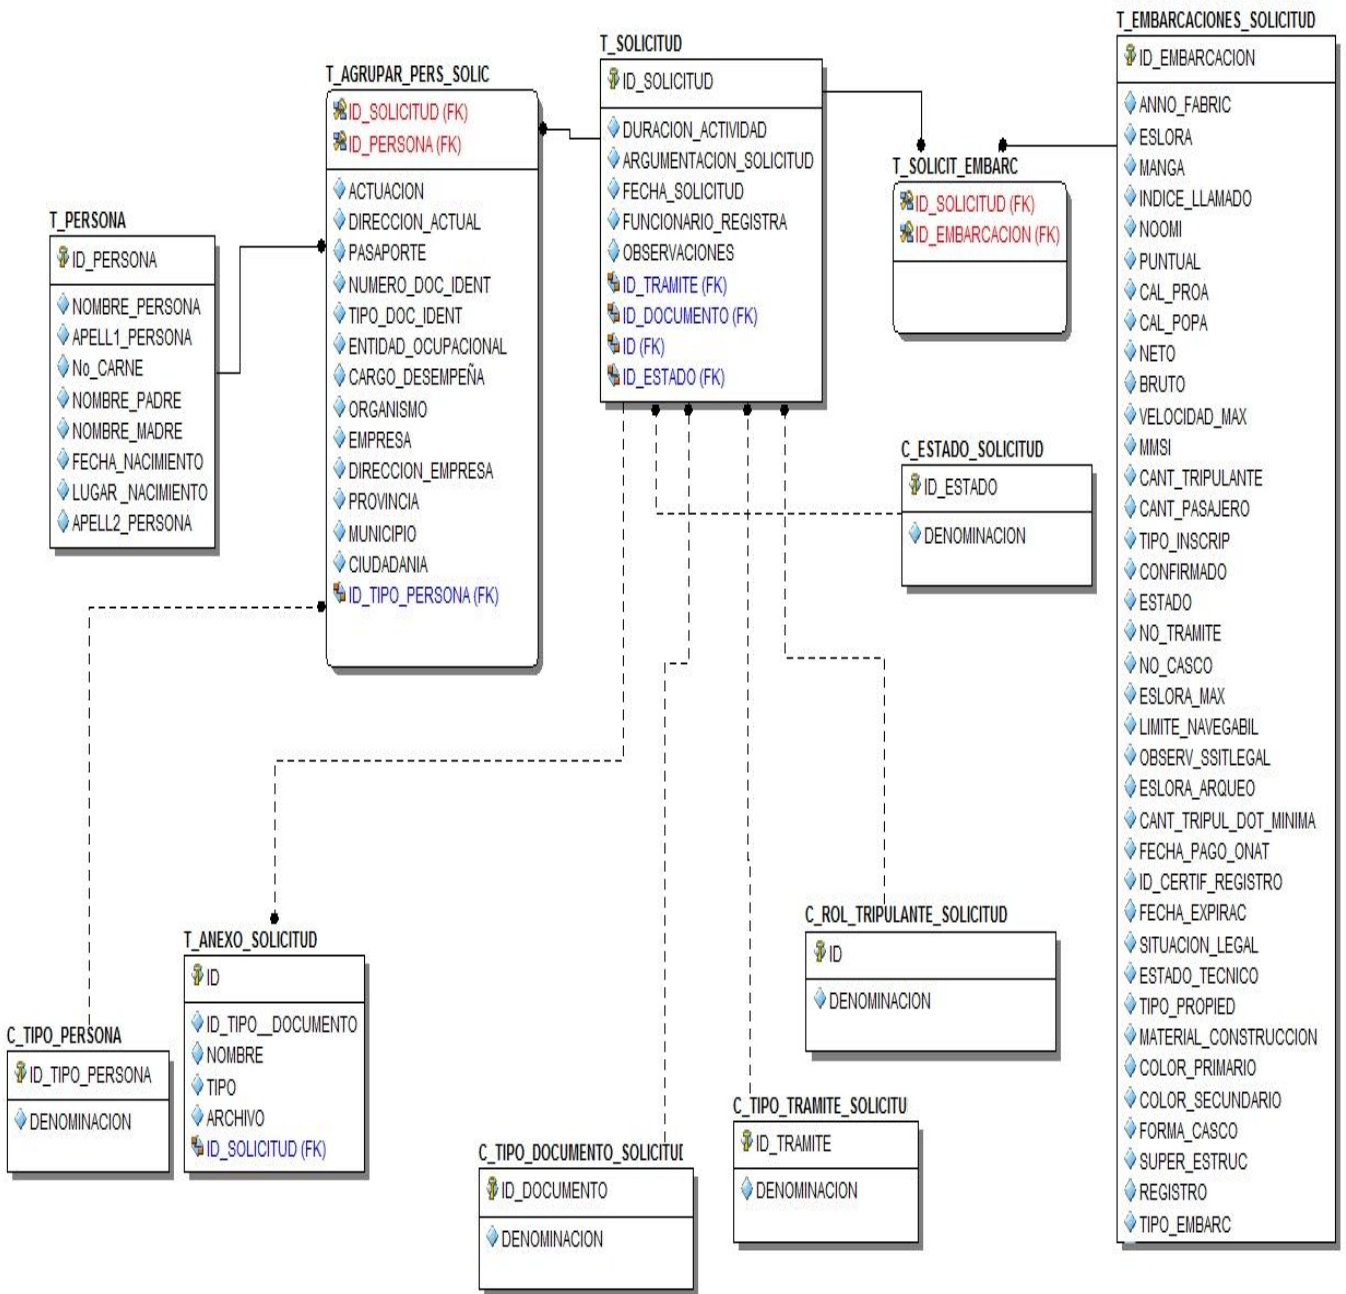 T_PERSONA
ID_PERSONA
NOMBRE_PERSONA
APELL1_PERSONA
No_CARNE
NOMBRE_PADRE
NOMBRE_MADRE
FECHA_NACIMIENTO
LUGAR_NACIMIENTO
APELL2_PERSONA
T_AGRUPAR_PERS_SOLIC
ID_SOLICITUD (FK)
ID_PERSONA (FK)
ACTUACION
DIRECCION_ACTUAL
PASAPORTE
NUMERO_DOC_IDENT
TIPO_DOC_IDENT
ENTIDAD_OCUPACIONAL
CARGO_DESEMPEÑA
ORGANISMO
EMPRESA
DIRECCION_EMPRESA
PROVINCIA
MUNICIPIO
CIUDADANIA
ID_TIPO_PERSONA (FK)
T_SOLICITUD
ID_SOLICITUD
DURACION_ACTIVIDAD
ARGUMENTACION_SOLICITUD
FECHA_SOLICITUD
FUNCIONARIO_REGISTRA
OBSERVACIONES
ID_TRAMITE (FK)
ID_DOCUMENTO (FK)
ID (FK)
ID_ESTADO (FK)
T_SOLICIT_EMBARC
ID_SOLICITUD (FK)
ID_EMBARCACION (FK)
T_EMBARCACIONES_SOLICITUD
ID_EMBARCACION
ANNO_FABRIC
ESLORA
MANGA
INDICE_LLAMADO
NOOMI
PUNTUAL
CAL_PROA
CAL_POPA
NETO
BRUTO
VELOCIDAD_MAX
MMSI
CANT_TRIPULANTE
CANT_PASAJERO
TIPO_INSCRIP
CONFIRMADO
ESTADO
NO_TRAMITE
NO_CASCO
ESLORA_MAX
LIMITE_NAVEGABIL
OBSERV_SSITLEGAL
ESLORA_ARQUEO
CANT_TRIPUL_DOT_MINIMA
FECHA_PAGO_ONAT
ID_CERTIF_REGISTRO
FECHA_EXPIRAC
SITUACION_LEGAL
ESTADO_TECNICO
TIPO_PROPIED
MATERIAL_CONSTRUCCION
COLOR_PRIMARIO
COLOR_SECUNDARIO
FORMA_CASCO
SUPER_ESTRUC
REGISTRO
TIPO_EMBARC
C_ESTADO_SOLICITUD
ID_ESTADO
DENOMINACION
C_ROL_TRIPULANTE_SOLICITUD
ID
DENOMINACION
T_ANEXO_SOLICITUD
ID
ID_TIPO__DOCUMENTO
NOMBRE
TIPO
ARCHIVO
ID_SOLICITUD (FK)
C_TIPO_PERSONA
ID_TIPO_PERSONA
DENOMINACION
C_TIPO_TRAMITE_SOLICITU
ID_TRAMITE
DENOMINACION
C_TIPO_DOCUMENTO_SOLICITUD
ID_DOCUMENTO
DENOMINACION